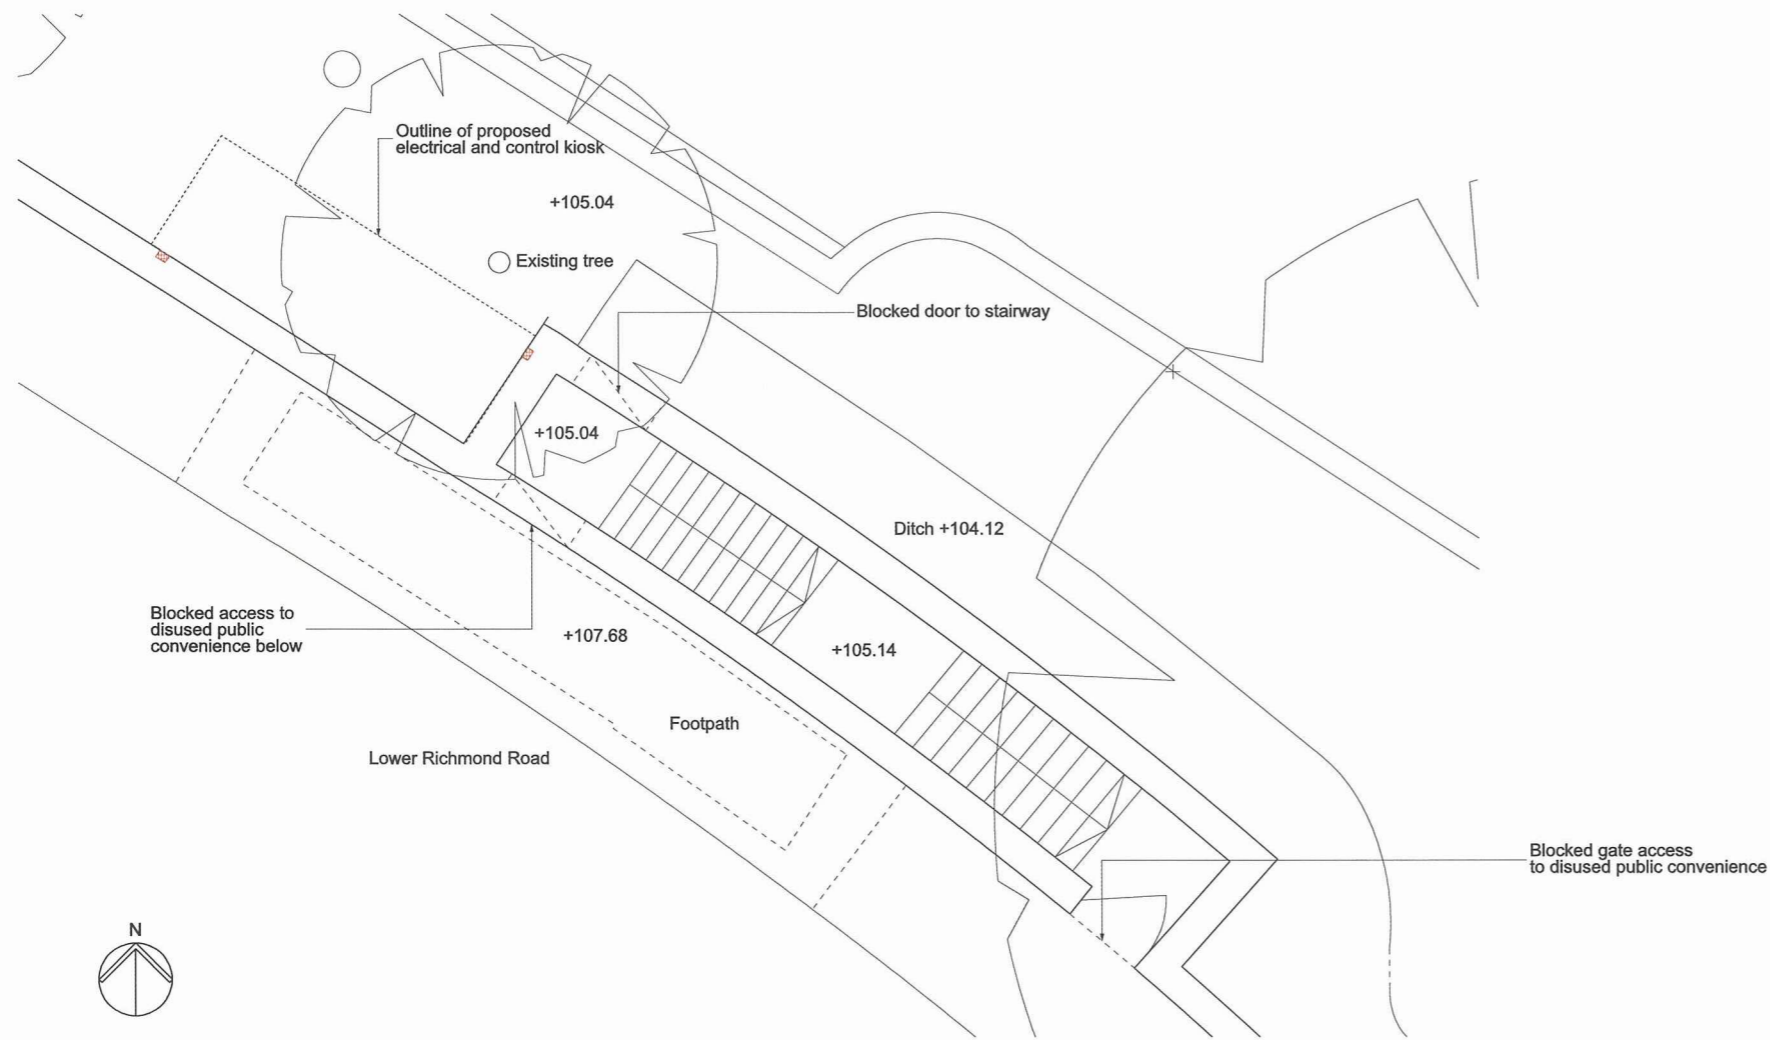 Outline of proposed
electrical and control kiosk
+105.04
Existing tree
Blocked door to stairway
+105.04
Ditch +104.12
Blocked access to
disused public
convenience below
+107.68
+105.14
Footpath
Lower Richmond Road
Blocked gate access
to disused public convenience
N